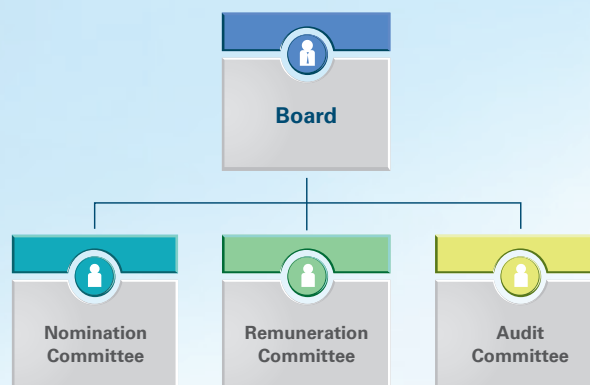 Board
Nomination
Committee
Remuneration
Committee
Audit
Committee